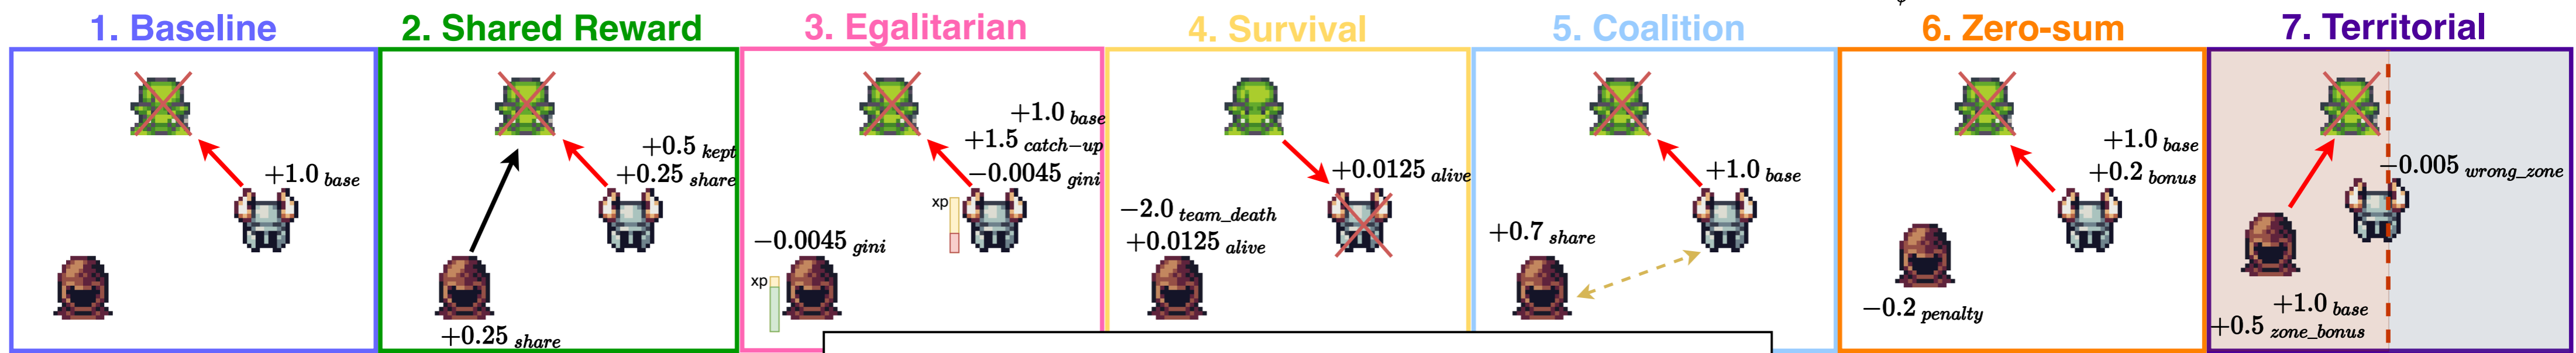 1. Baseline
+1.0 base
2. Shared Reward
+0.5 kept
+0.25 share
+0.25 share
3. Egalitarian
+1.0 base
+1.5 catch−up
−0.0045 gini
xp
−0.0045 gini
xp
4. Survival
+0.0125 alive
−2.0 team_death
+0.0125 alive
5. Coalition
+1.0 base
+0.7 share
6. Zero-sum
+1.0 base
+0.2 bonus
−0.2 penalty
7. Territorial
−0.005 wrong_zone
+1.0 base
+0.5 zone_bonus